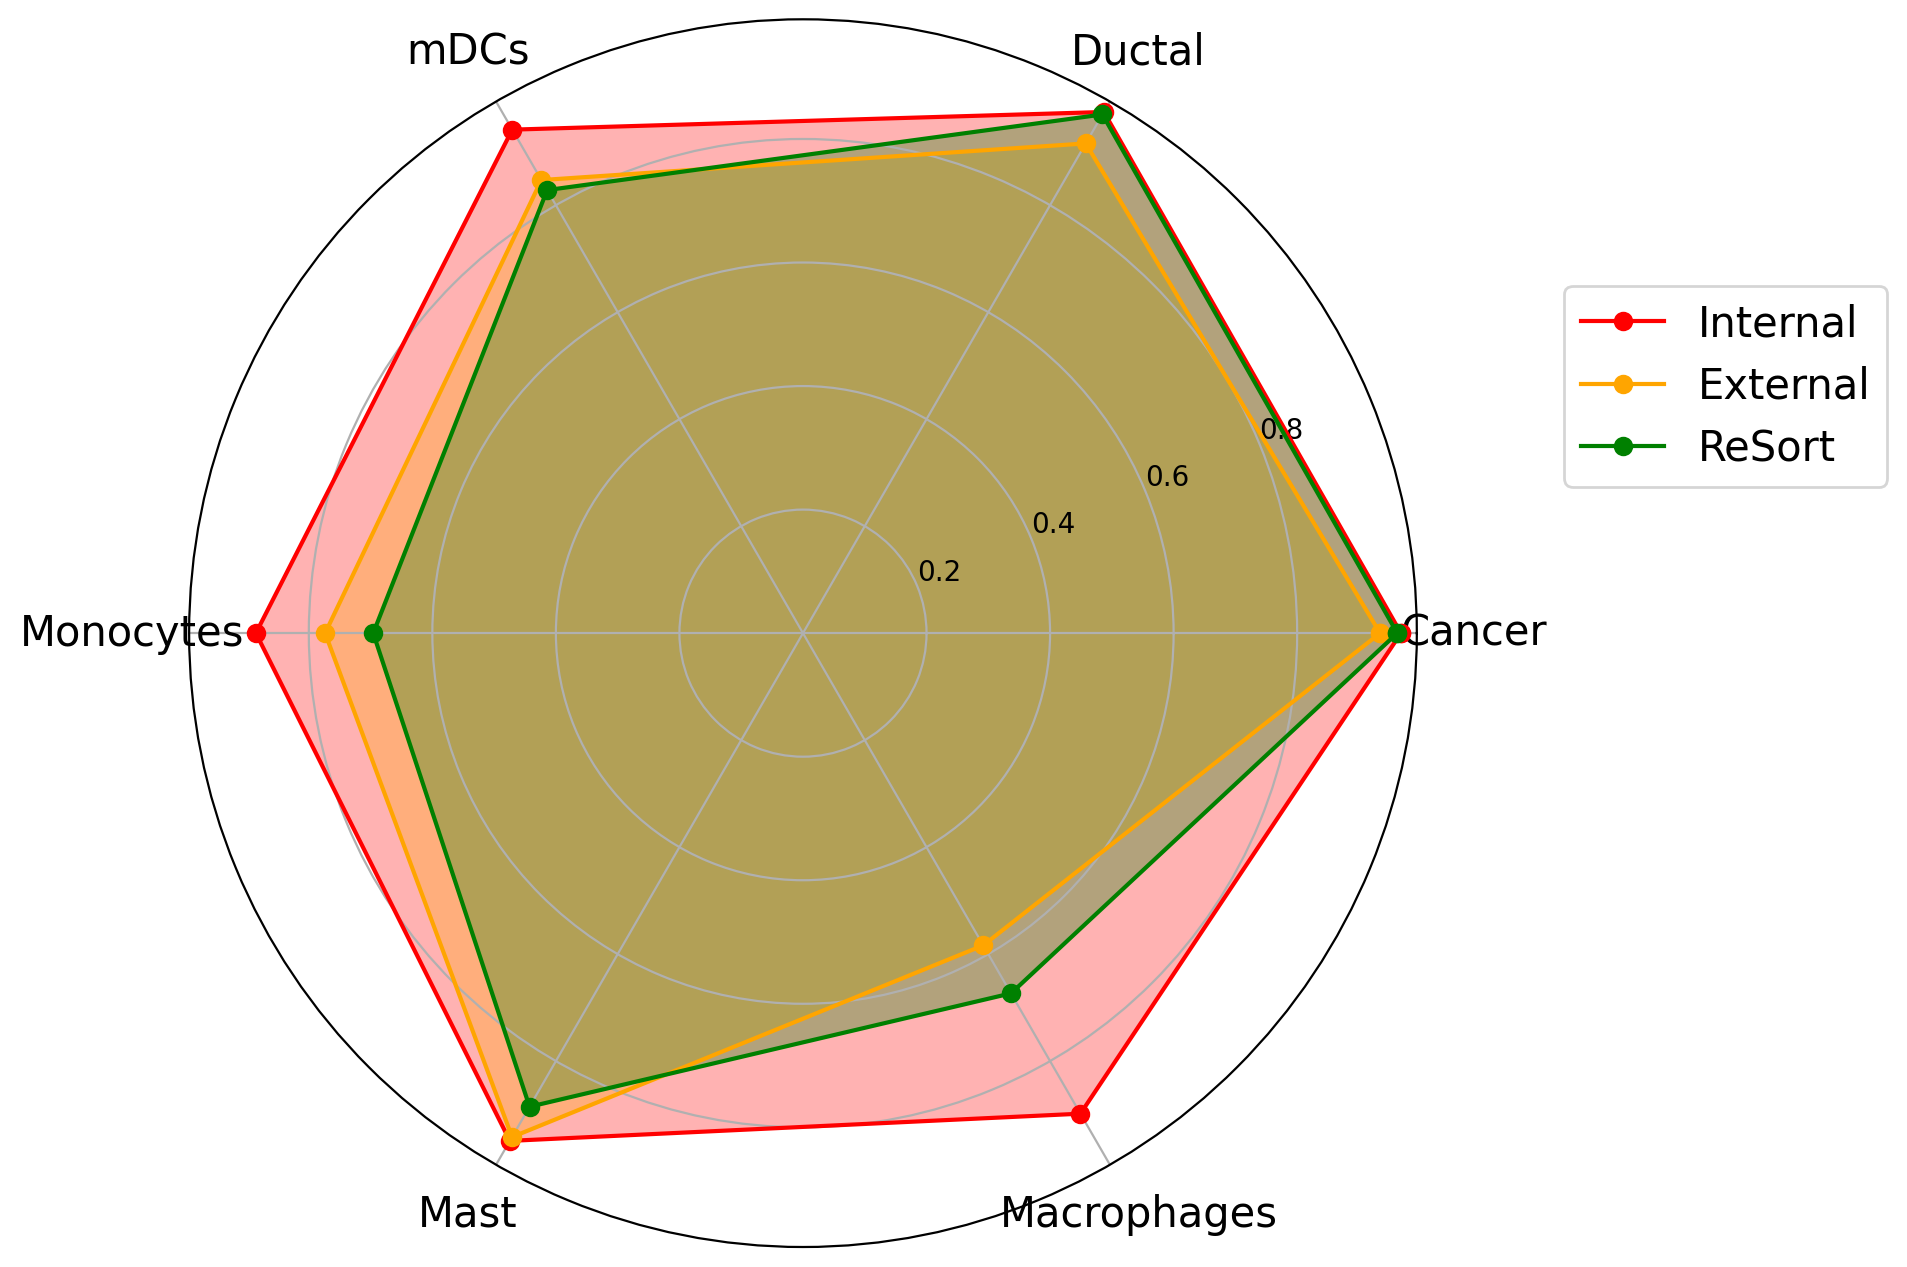 mDCs
Ductal
Internal
External
ReSort
0.8
0.6
0.4
0.2
Monocytes
Cancer
Mast
Macrophages